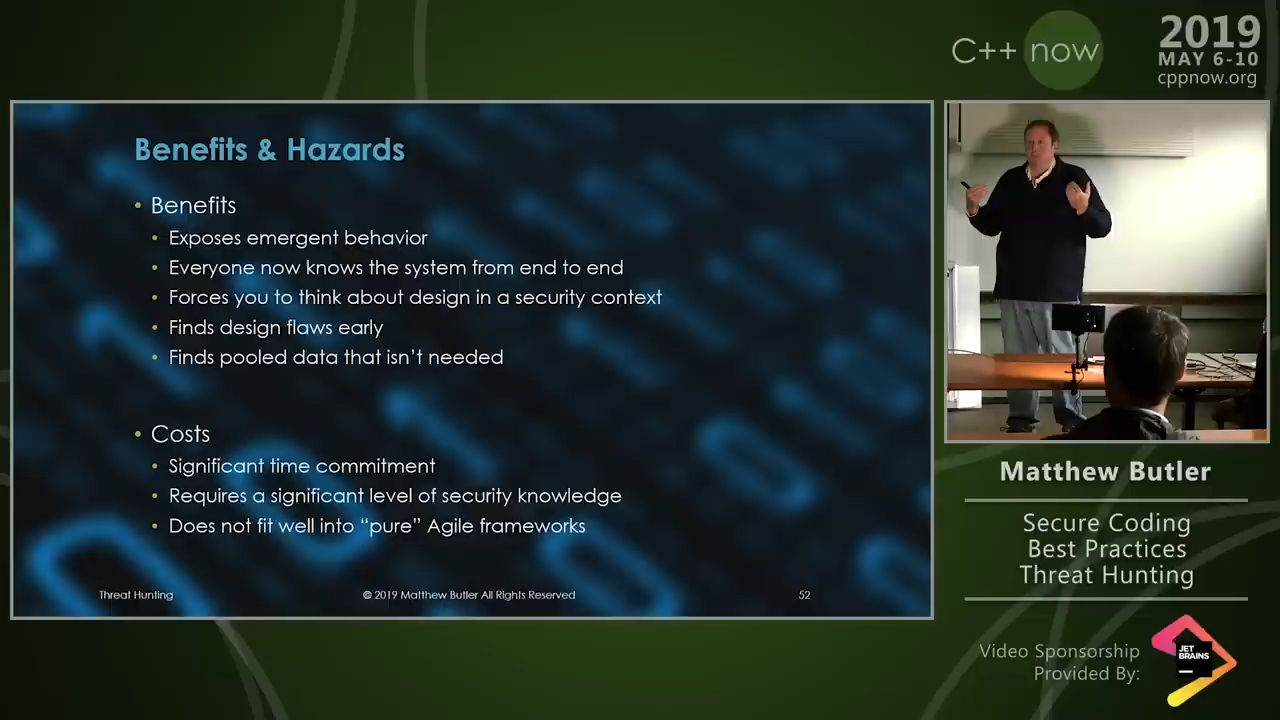 C++ now
2019
MAY 6-10
cppnow.org
Benefits & Hazards
• Benefits
• Exposes emergent behavior
• Everyone now knows the system from end to end
• Forces you to think about design in a security context
• Finds design flaws early
• Finds pooled data that isn’t needed
• Costs
• Significant time commitment
• Requires a significant level of security knowledge
• Does not fit well into “pure” Agile frameworks
Threat Hunting
© 2019 Matthew Butler All Rights Reserved
52
Matthew Butler
Secure Coding
Best Practices
Threat Hunting
Video Sponsorship
Provided By:
JET
BRAINS